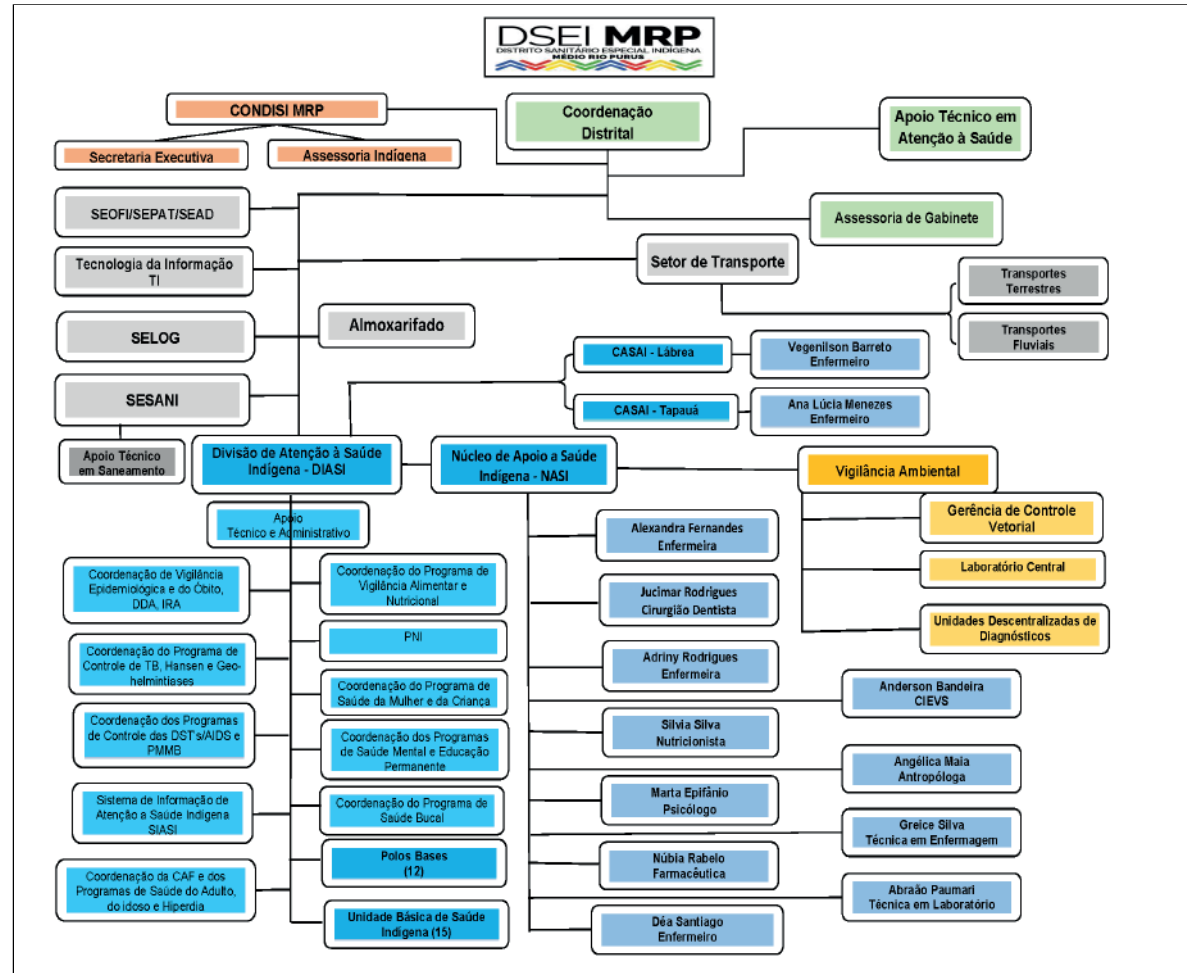 DSEI MRP
DISTRITO SANITÁRIO ESPECIAL INDÍGENA
MÉDIO RIO PURUS
CONDISI MRP
Coordenação
Distrital
Apoio Técnico em
Atenção à Saúde
Secretaria Executiva
Assessoria Indígena
SEOFI/SEPAT/SEAD
Assessoria de Gabinete
Tecnologia da Informação
TI
Setor de Transporte
Transportes
Terrestres
SELOG
Almoxarifado
Transportes
Fluviais
CASAI - Lábrea
Vegenilson Barreto
Enfermeiro
SESANI
CASAI - Tapauá
Ana Lúcia Menezes
Enfermeiro
Apoio Técnico
em Saneamento
Divisão de Atenção à Saúde
Indígena - DIASI
Núcleo de Apoio a Saúde
Indígena - NASI
Vigilância Ambiental
Apoio
Técnico e Administrativo
Gerência de Controle
Vetorial
Laboratório Central
Unidades Descentralizadas de
Diagnósticos
Coordenação de Vigilância
Epidemiológica e do Óbito,
DDA, IRA
Coordenação do Programa de
Vigilância Alimentar e
Nutricional
PNI
Coordenação do Programa de
Controle de TB, Hansen e Geo-
helmintiases
Coordenação do Programa de
Saúde da Mulher e da Criança
Coordenação dos Programas
de Controle das DST's/AIDS e
PMMB
Coordenação dos Programas
de Saúde Mental e Educação
Permanente
Sistema de Informação de
Atenção a Saúde Indígena
SIASI
Coordenação do Programa de
Saúde Bucal
Polos Bases
(12)
Coordenação da CAF e dos
Programas de Saúde do Adulto,
do idoso e Hiperdia
Unidade Básica de Saúde
Indígena (15)
Alexandra Fernandes
Enfermeira
Jucimar Rodrigues
Cirurgião Dentista
Adriny Rodrigues
Enfermeira
Anderson Bandeira
CIEVS
Silvia Silva
Nutricionista
Angélica Maia
Antropóloga
Marta Epifânio
Psicólogo
Greice Silva
Técnica em Enfermagem
Núbia Rabelo
Farmacêutica
Abraão Paumari
Técnica em Laboratório
Déa Santiago
Enfermeiro